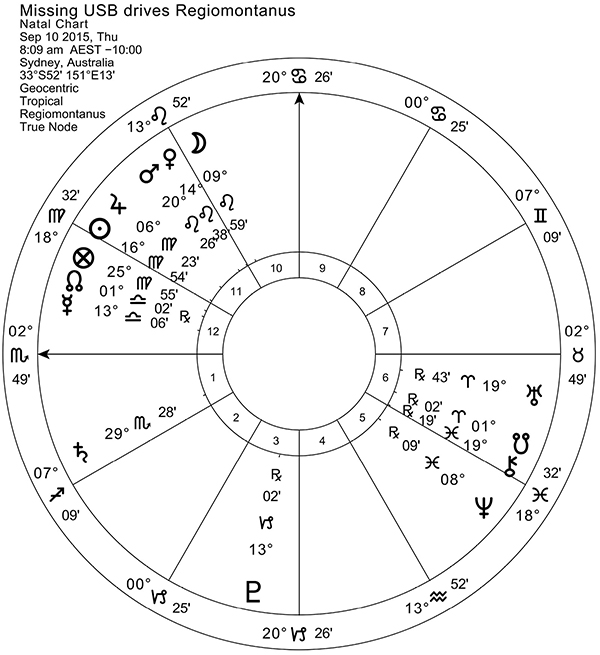 Missing USB drives Regiomontanus
Natal Chart
Sep 10 2015, Thu
8:09 am AEST −10:00
Sydney, Australia
33°S52' 151°E13'
Geocentric
Tropical
Regiomontanus
True Node
20° ♋ 26'
00° ♋ 25'
07° ♊ 09'
02° ♉ 49'
32' ♓ 18°
52' ♒ 13°
20° ♑ 26'
00° ♑ 25'
07° ♐ 09'
02° ♏ 49'
32' ♍ 18°
13° ♌ 52'
☽ 09° ♌ 59'
♀ 14° ♌ 38'
♂ 20° ♌ 26'
♃ 06° ♍ 23'
☉ 16° ♍ 54'
⊗ 25° ♍ 55'
☊ 01° ♎ 02'
☿ 13° ♎ 06' ℞
♄ 29° ♏ 28'
♇ 13° ♑ 02' ℞
♆ 08° ♓ 09' ℞
⚷ 19° ♓ 19' ℞
☋ 01° ♈ 02' ℞
♅ 19° ♈ 43' ℞
1
2
3
4
5
6
7
8
9
10
11
12